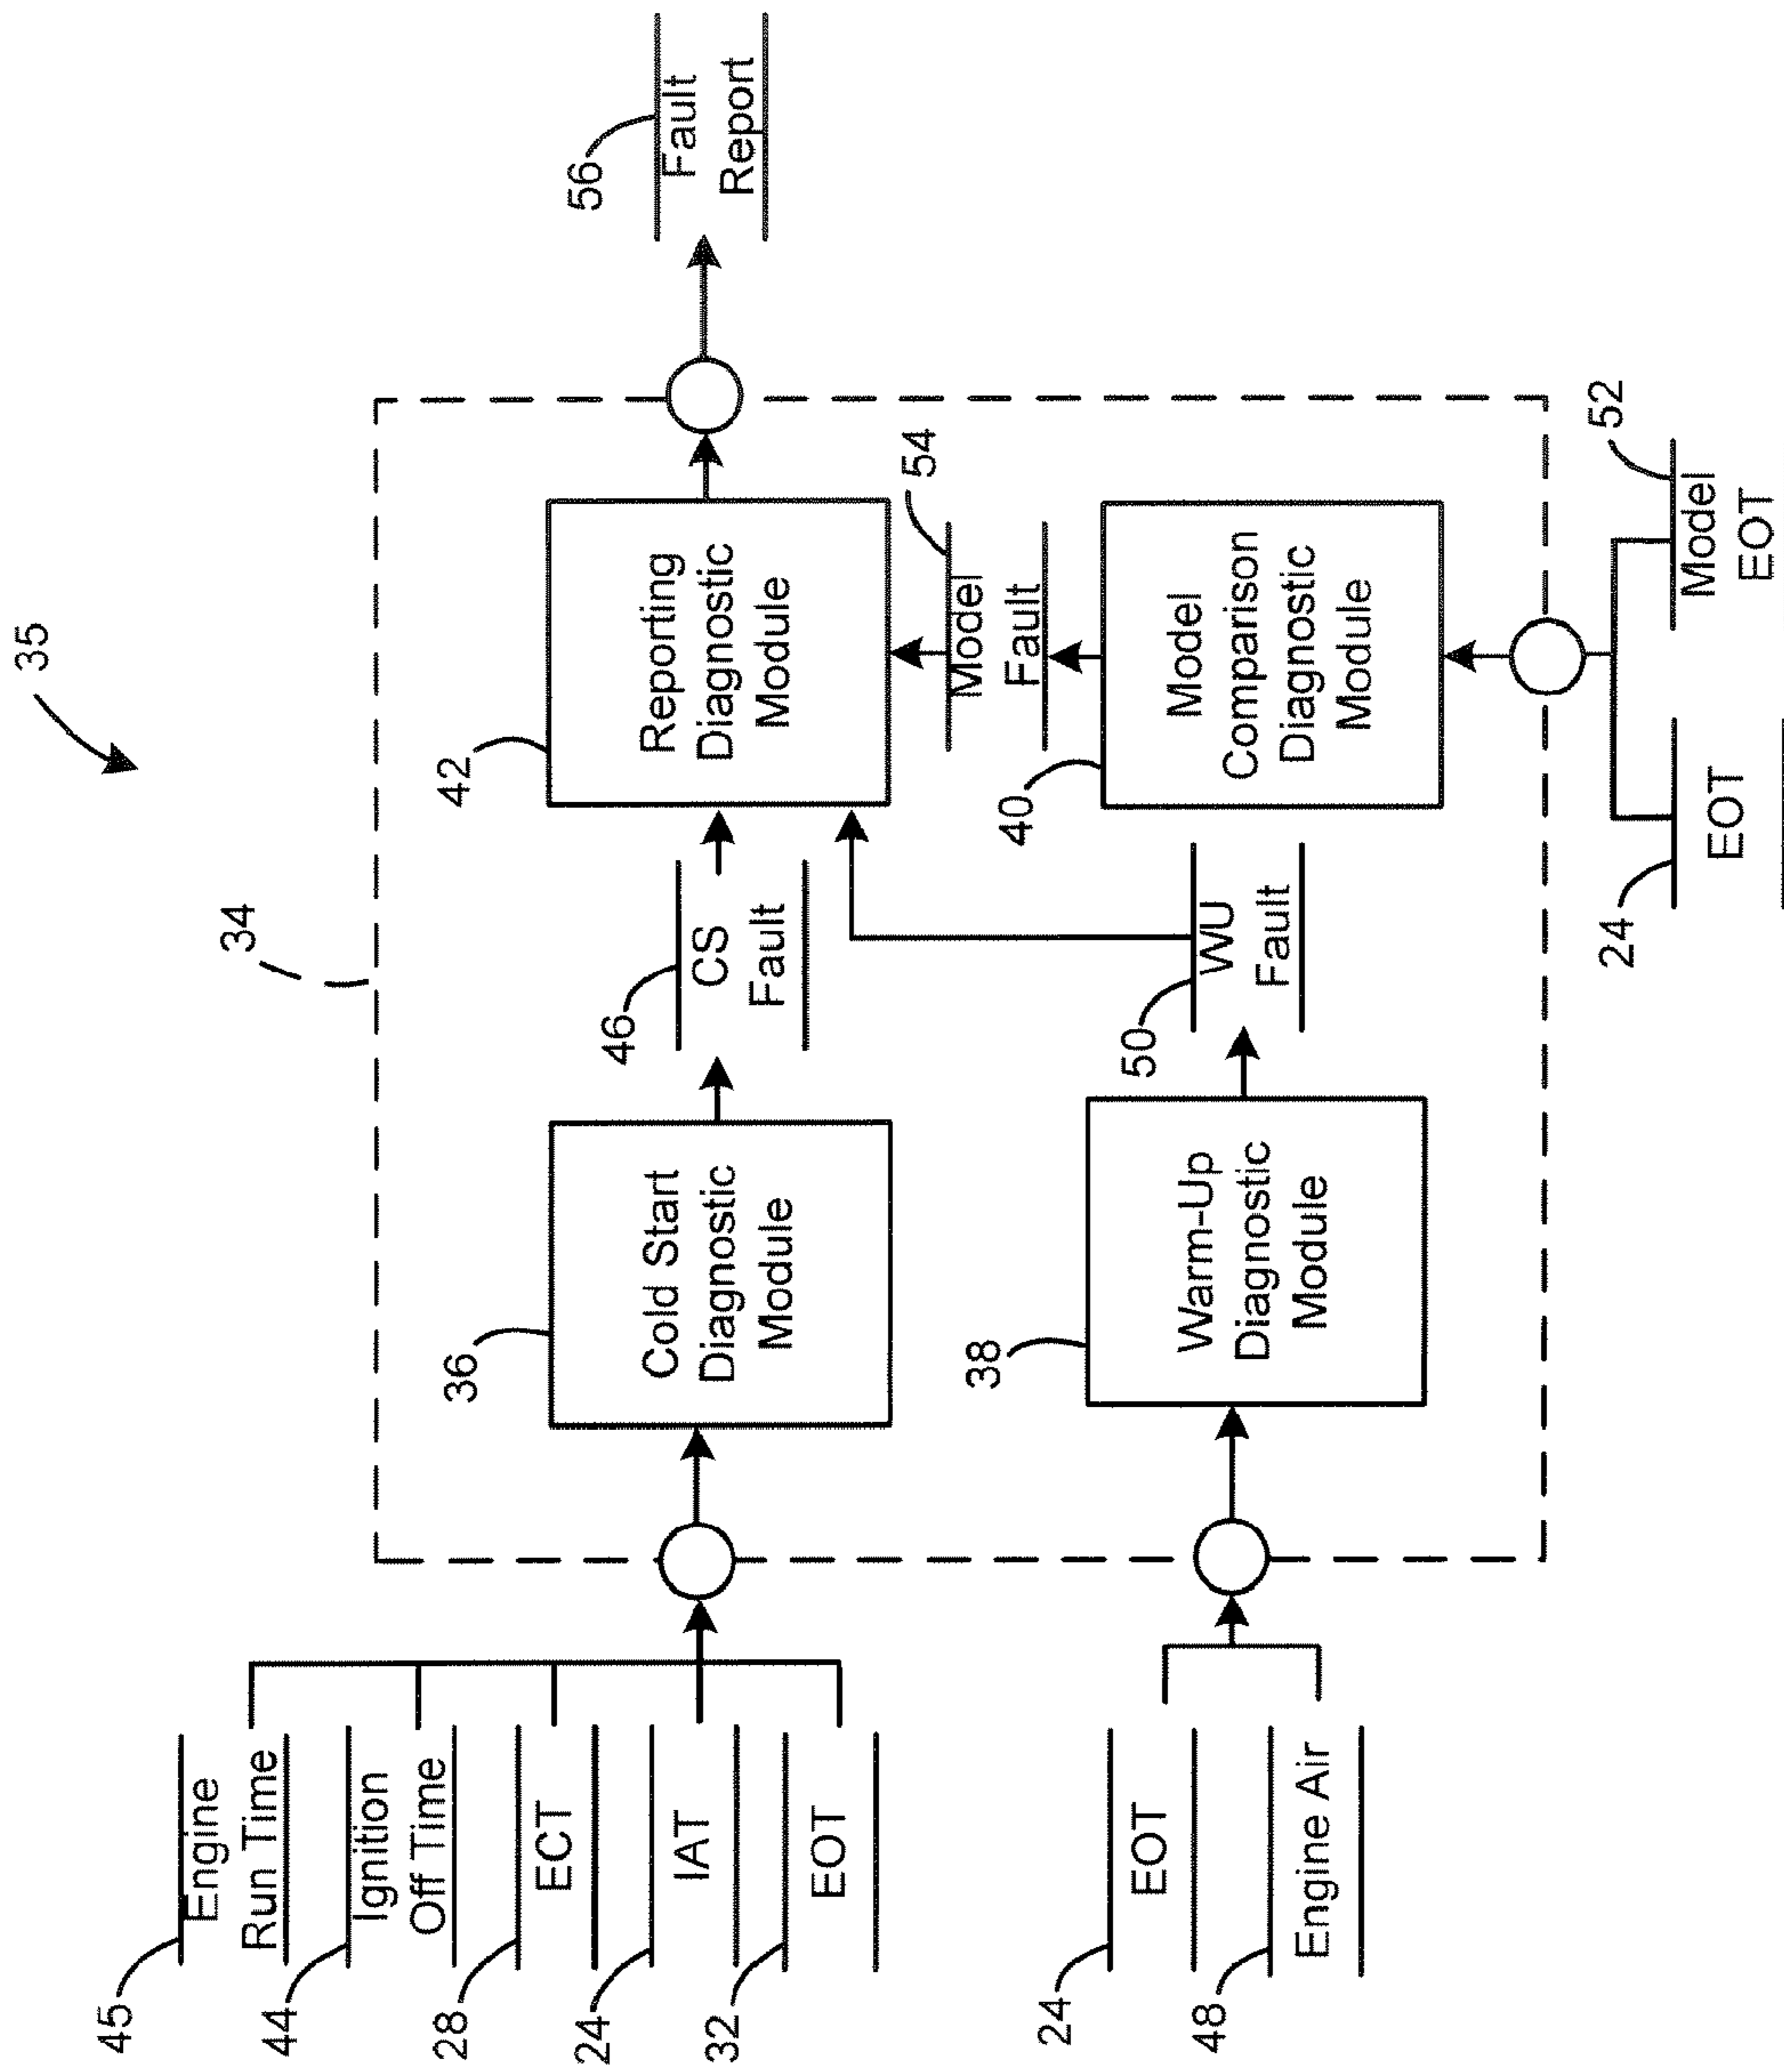 35
34
45
Engine
Run Time
44
Ignition
Off Time
28
ECT
24
IAT
32
EOT
36
Cold Start
Diagnostic
Module
46
CS
Fault
42
Reporting
Diagnostic
Module
56
Fault
Report
54
Model
Fault
24
EOT
48
Engine Air
38
Warm-Up
Diagnostic
Module
50
WU
Fault
40
Model
Comparison
Diagnostic
Module
24
EOT
52
Model
EOT